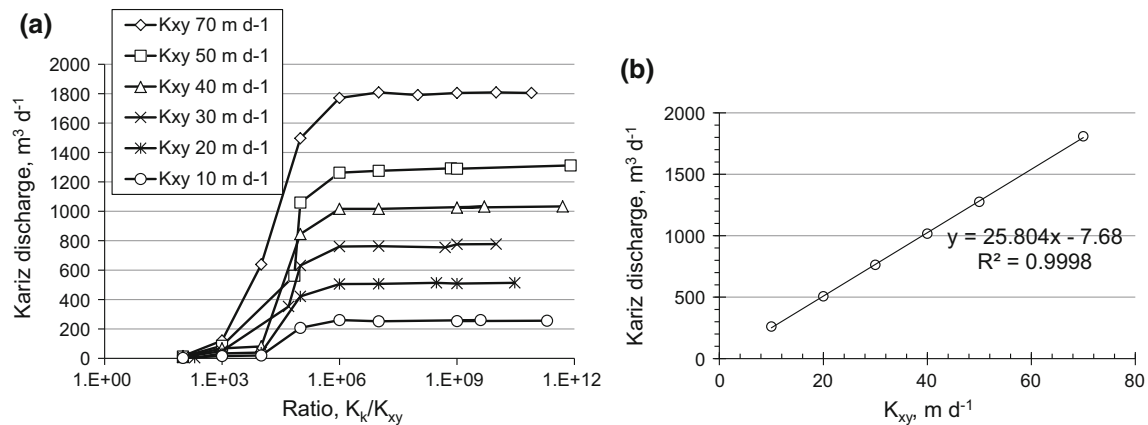 (a)
Kxy 70 m d-1
Kxy 50 m d-1
Kxy 40 m d-1
Kxy 30 m d-1
Kxy 20 m d-1
Kxy 10 m d-1
Kariz discharge, m³ d⁻¹
2000
1800
1600
1400
1200
1000
800
600
400
200
0
1.E+00 1.E+03 1.E+06 1.E+09 1.E+12
Ratio, Kₖ/Kxy
(b)
Kariz discharge, m³ d⁻¹
2000
1500
1000
500
0
y = 25.804x - 7.68
R² = 0.9998
0 20 40 60 80
Kxy, m d⁻¹